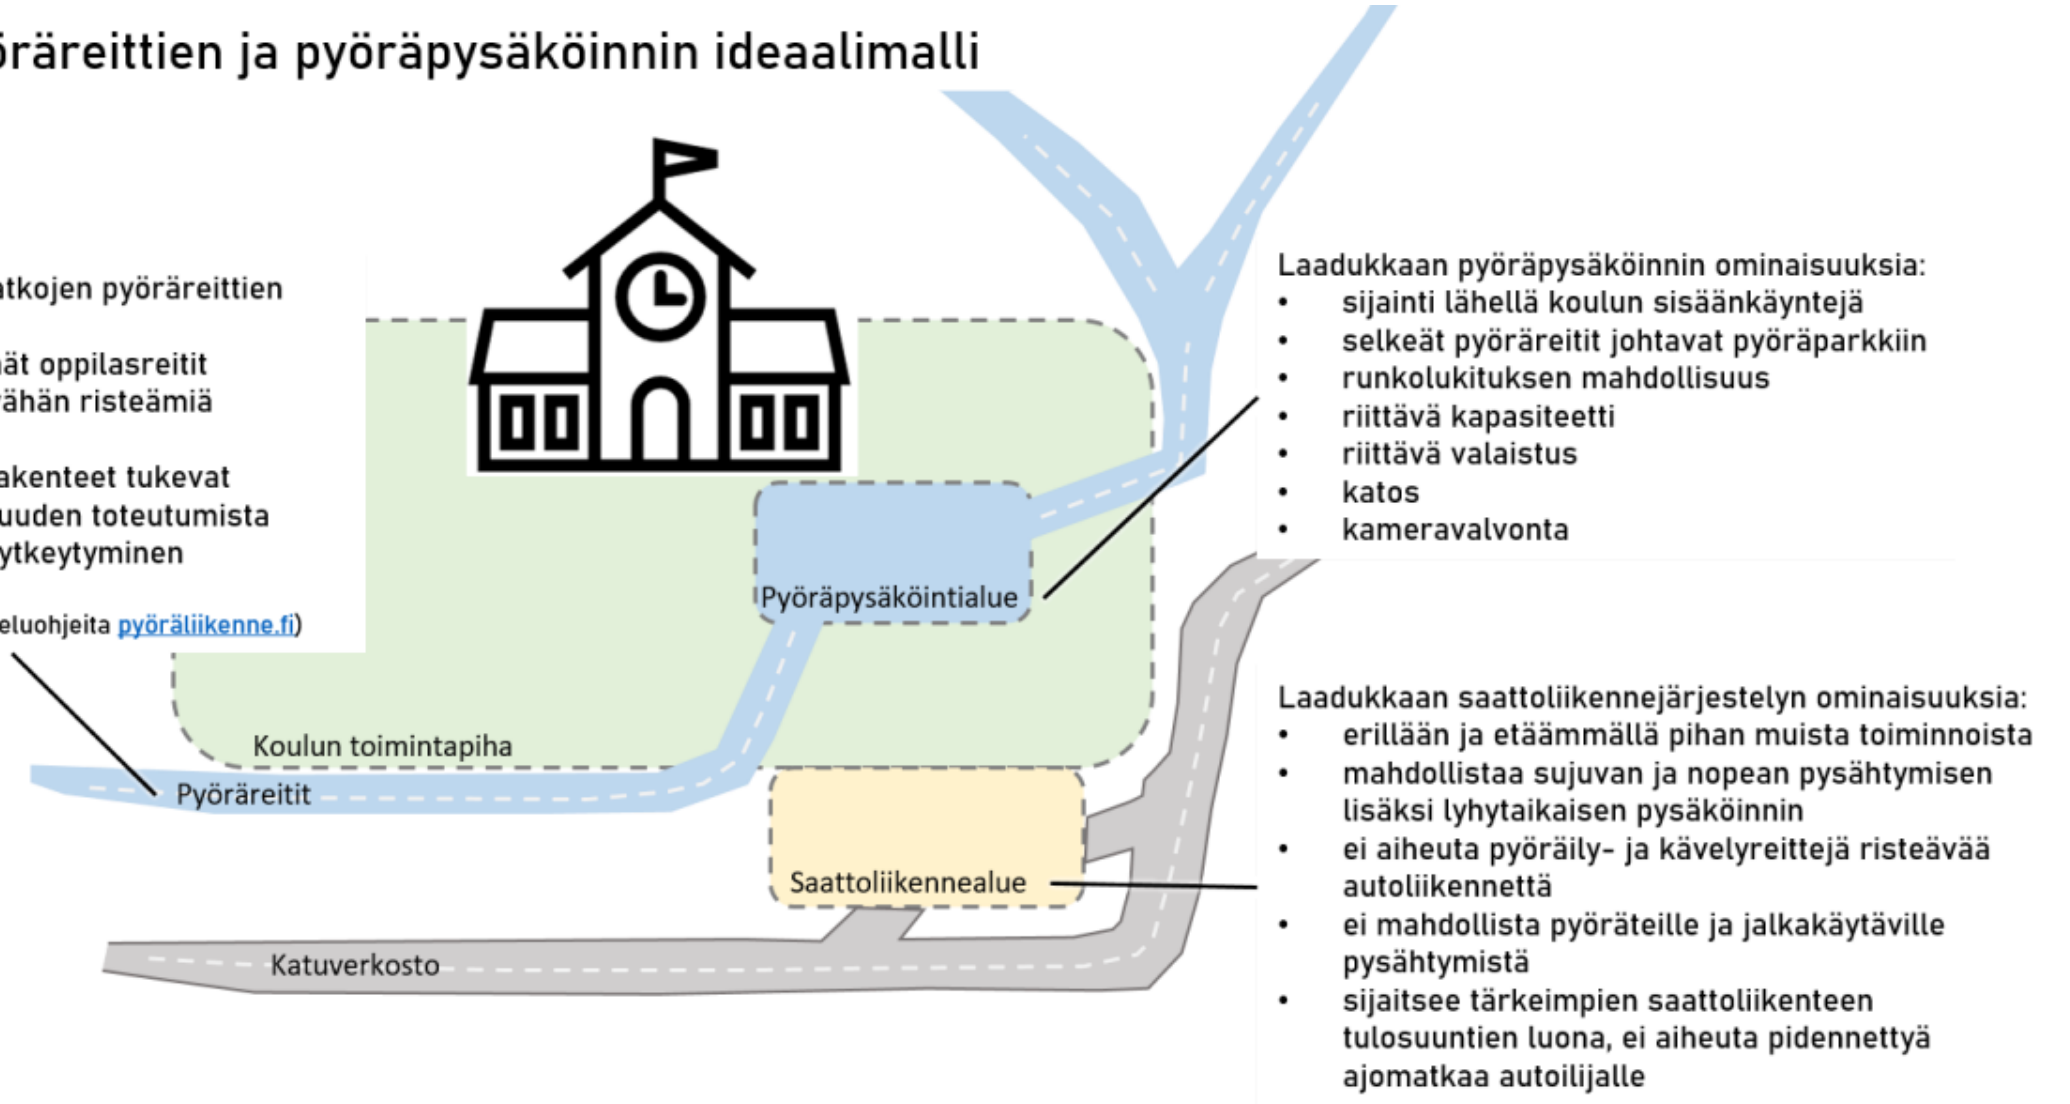 öräreittien ja pyöräpysäköinnin ideaalimalli
atkojen pyöräreittien
ät oppilasreitit
vähän risteämiä
akenteet tukevat
uuden toteutumista
ytkeytyminen
eluohjeita pyöräliikenne.fi)
Laadukkaan pyöräpysäköinnin ominaisuuksia:
• sijainti lähellä koulun sisäänkäyntejä
• selkeät pyöräreitit johtavat pyöräparkkiin
• runkolukituksen mahdollisuus
• riittävä kapasiteetti
• riittävä valaistus
• katos
• kameravalvonta
Pyöräpysäköintialue
Koulun toimintapiha
Pyöräreitit
Saattoliikennealue
Katuverkosto
Laadukkaan saattoliikennejärjestelyn ominaisuuksia:
• erillään ja etäämmällä pihan muista toiminnoista
• mahdollistaa sujuvan ja nopean pysähtymisen
lisäksi lyhytaikaisen pysäköinnin
• ei aiheuta pyöräily- ja kävelyreittejä risteävää
autoliikennettä
• ei mahdollista pyöräteille ja jalkakäytäville
pysähtymistä
• sijaitsee tärkeimpien saattoliikenteen
tulosuuntien luona, ei aiheuta pidennettyä
ajomatkaa autoilijalle